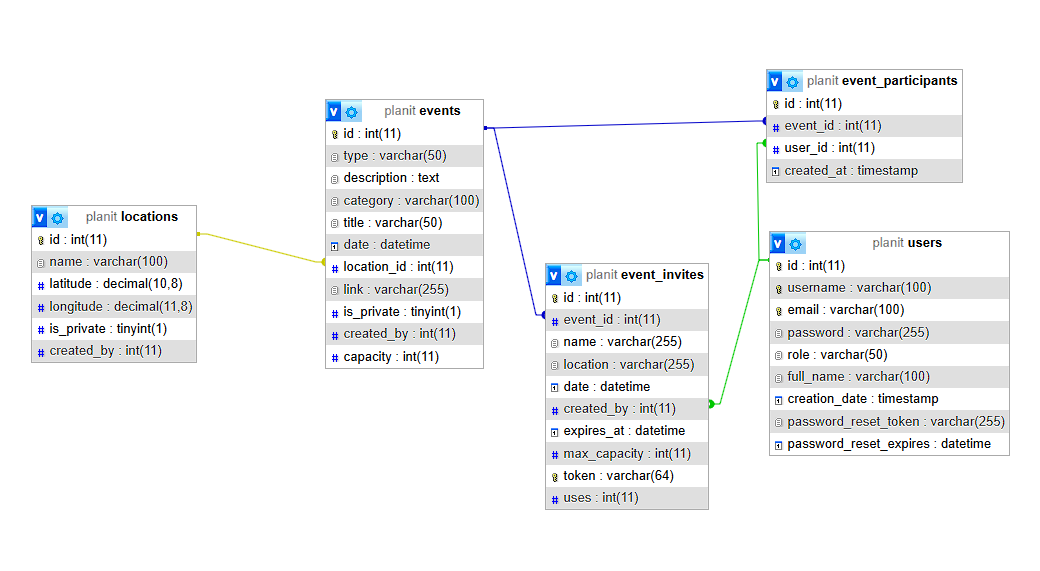 planit locations
id : int(11)
name : varchar(100)
latitude : decimal(10,8)
longitude : decimal(11,8)
is_private : tinyint(1)
created_by : int(11)
planit events
id : int(11)
type : varchar(50)
description : text
category : varchar(100)
title : varchar(50)
date : datetime
location_id : int(11)
link : varchar(255)
is_private : tinyint(1)
created_by : int(11)
capacity : int(11)
planit event_invites
id : int(11)
event_id : int(11)
name : varchar(255)
location : varchar(255)
date : datetime
created_by : int(11)
expires_at : datetime
max_capacity : int(11)
token : varchar(64)
uses : int(11)
planit event_participants
id : int(11)
event_id : int(11)
user_id : int(11)
created_at : timestamp
planit users
id : int(11)
username : varchar(100)
email : varchar(100)
password : varchar(255)
role : varchar(50)
full_name : varchar(100)
creation_date : timestamp
password_reset_token : varchar(255)
password_reset_expires : datetime